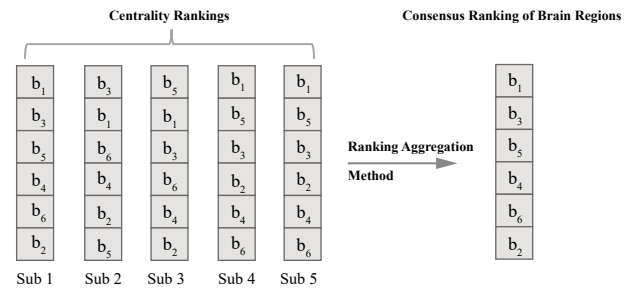 Centrality Rankings Consensus Ranking of Brain Regions
b1 b3 b5 b1 b1 b1
b3 b1 b1 b5 b5 b3
b5 b6 b3 b3 b3 b5
Ranking Aggregation
b4 b4 b6 b2 b2 b4
Method
b6 b2 b4 b4 b4 b6
b2 b5 b2 b6 b6 b2
Sub 1 Sub 2 Sub 3 Sub 4 Sub 5